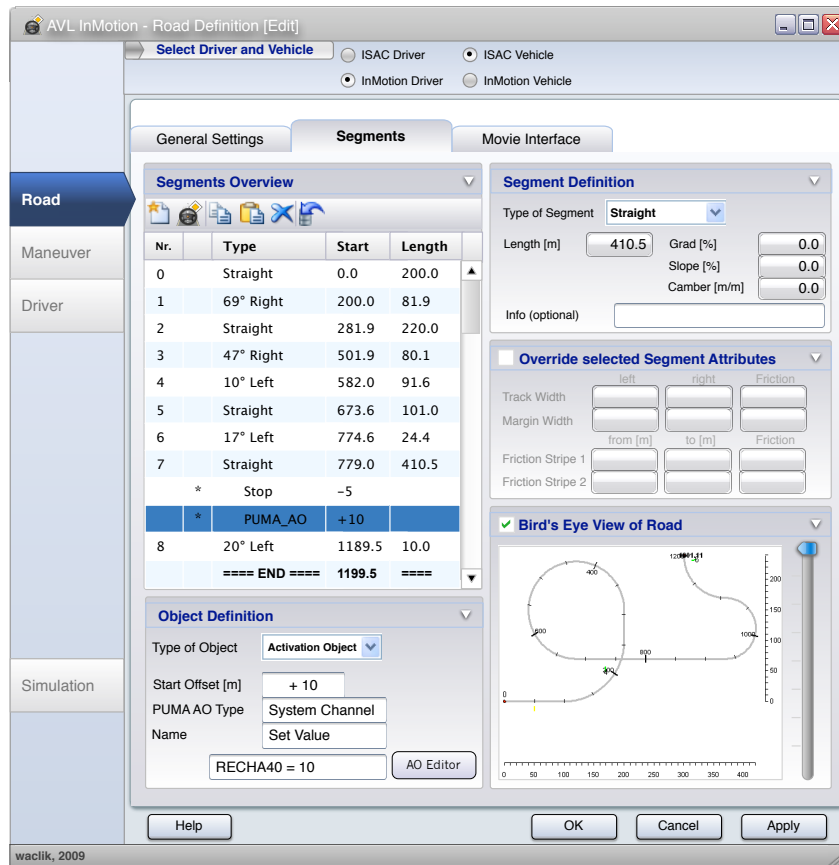 AVL InMotion - Road Definition [Edit]
Select Driver and Vehicle
ISAC Driver
ISAC Vehicle
InMotion Driver
InMotion Vehicle
General Settings
Segments
Movie Interface
Road
Maneuver
Driver
Simulation
Segments Overview
Nr. Type Start Length
0 Straight 0.0 200.0
1 69° Right 200.0 81.9
2 Straight 281.9 220.0
3 47° Right 501.9 80.1
4 10° Left 582.0 91.6
5 Straight 673.6 101.0
6 17° Left 774.6 24.4
7 Straight 779.0 410.5
* Stop −5
* PUMA_AO +10
8 20° Left 1189.5 10.0
==== END ==== 1199.5 ====
Object Definition
Type of Object Activation Object
Start Offset [m] + 10
PUMA AO Type System Channel
Name Set Value
RECHA40 = 10 AO Editor
Segment Definition
Type of Segment Straight
Length [m] 410.5 Grad [%] 0.0
Slope [%] 0.0
Camber [m/m] 0.0
Info (optional)
Override selected Segment Attributes
left right Friction
Track Width
Margin Width
from [m] to [m] Friction
Friction Stripe 1
Friction Stripe 2
Bird's Eye View of Road
400
600
800
1000
0
200
150
100
50
0
0 50 100 150 200 250 300 350 400
Help OK Cancel Apply
waclik, 2009